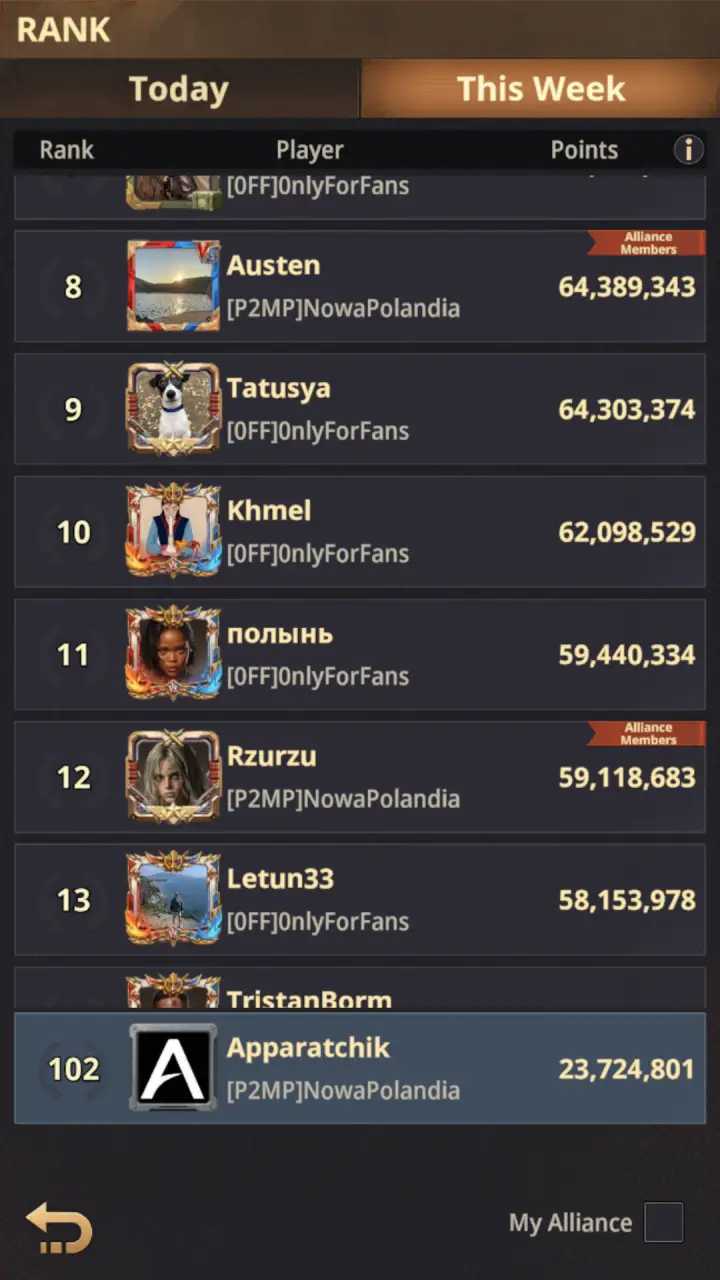 RANK
Today
This Week
Rank
Player
Points
i
[0FF]0nlyForFans
8
Austen
[P2MP]NowaPolandia
Alliance
Members
64,389,343
9
Tatusya
[0FF]0nlyForFans
64,303,374
10
Khmel
[0FF]0nlyForFans
62,098,529
11
полынь
[0FF]0nlyForFans
59,440,334
12
Rzurzu
[P2MP]NowaPolandia
Alliance
Members
59,118,683
13
Letun33
[0FF]0nlyForFans
58,153,978
TristanBorm
102
Apparatchik
[P2MP]NowaPolandia
23,724,801
My Alliance